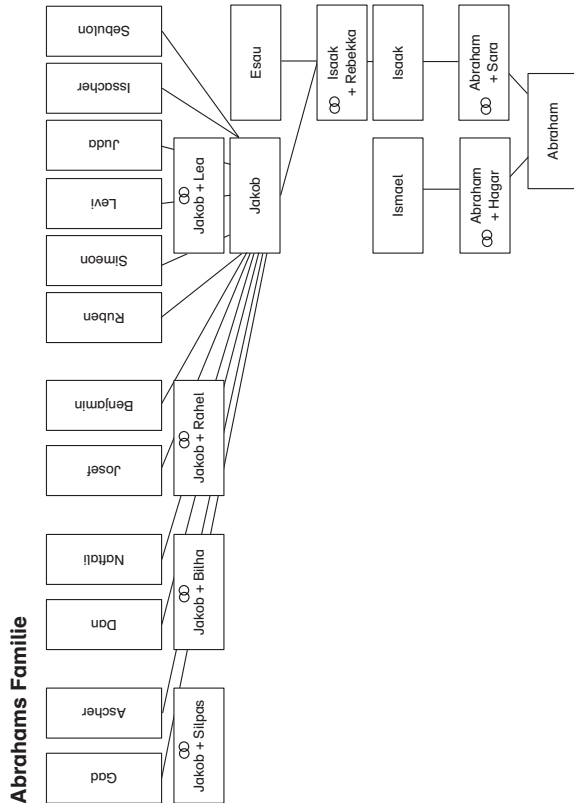 Abrahams Familie
Gad
Ascher
Dan
Naftali
Josef
Benjamin
Ruben
Simeon
Levi
Juda
Issacher
Sebulon
Jakob + Silpas
Jakob + Bilha
Jakob + Rahel
Jakob + Lea
Jakob
Esau
Isaak
+ Rebekka
Ismael
Isaak
Abraham
+ Hagar
Abraham
+ Sara
Abraham